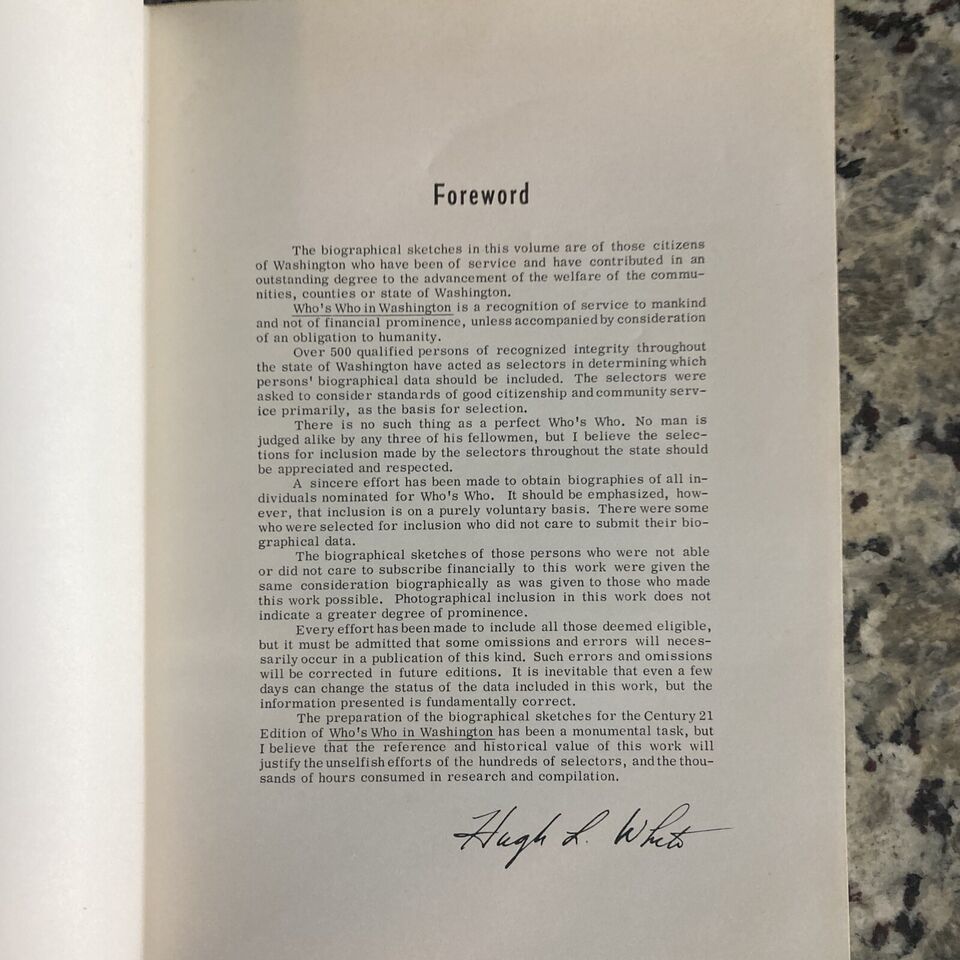 Foreword
The biographical sketches in this volume are of those citizens
of Washington who have been of service and have contributed in an
outstanding degree to the advancement of the welfare of the commu-
nities, counties or state of Washington.
Who's Who in Washington is a recognition of service to mankind
and not of financial prominence, unless accompanied by consideration
of an obligation to humanity.
Over 500 qualified persons of recognized integrity throughout
the state of Washington have acted as selectors in determining which
persons' biographical data should be included. The selectors were
asked to consider standards of good citizenship and community serv-
ice primarily, as the basis for selection.
There is no such thing as a perfect Who's Who. No man is
judged alike by any three of his fellowmen, but I believe the selec-
tions for inclusion made by the selectors throughout the state should
be appreciated and respected.
A sincere effort has been made to obtain biographies of all in-
dividuals nominated for Who's Who. It should be emphasized, how-
ever, that inclusion is on a purely voluntary basis. There were some
who were selected for inclusion who did not care to submit their bio-
graphical data.
The biographical sketches of those persons who were not able
or did not care to subscribe financially to this work were given the
same consideration biographically as was given to those who made
this work possible. Photographical inclusion in this work does not
indicate a greater degree of prominence.
Every effort has been made to include all those deemed eligible,
but it must be admitted that some omissions and errors will neces-
sarily occur in a publication of this kind. Such errors and omissions
will be corrected in future editions. It is inevitable that even a few
days can change the status of the data included in this work, but the
information presented is fundamentally correct.
The preparation of the biographical sketches for the Century 21
Edition of Who's Who in Washington has been a monumental task, but
I believe that the reference and historical value of this work will
justify the unselfish efforts of the hundreds of selectors, and the thou-
sands of hours consumed in research and compilation.
Hugh L. White